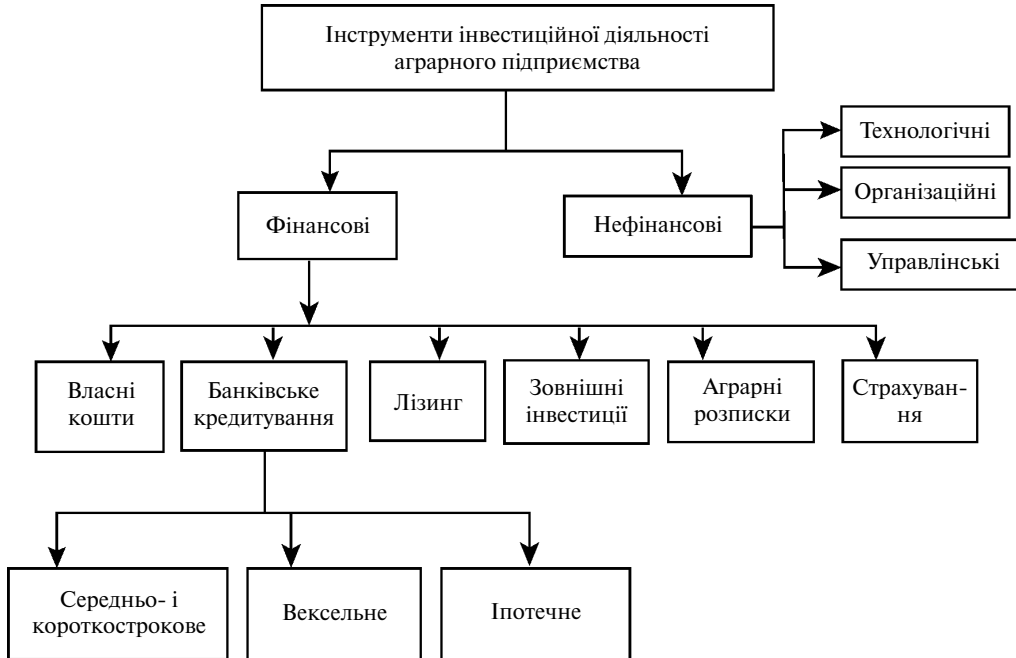 Інструменти інвестиційної діяльності
аграрного підприємства
Технологічні
Організаційні
Управлінські
Фінансові
Нефінансові
Власні
кошти
Банківське
кредитування
Лізинг
Зовнішні
інвестиції
Аграрні
розписки
Страхуван-
ня
Середньо- і
короткострокове
Вексельне
Іпотечне